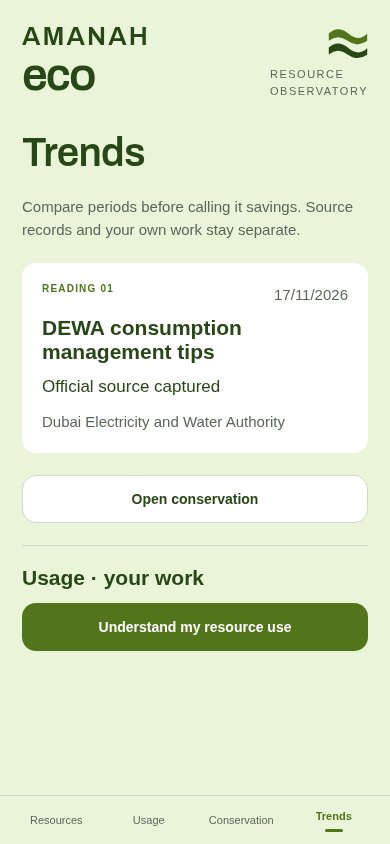 AMANAH
eco
RESOURCE
OBSERVATORY
Trends
Compare periods before calling it savings. Source
records and your own work stay separate.
READING 01
17/11/2026
DEWA consumption
management tips
Official source captured
Dubai Electricity and Water Authority
Open conservation
Usage · your work
Understand my resource use
Resources
Usage
Conservation
Trends